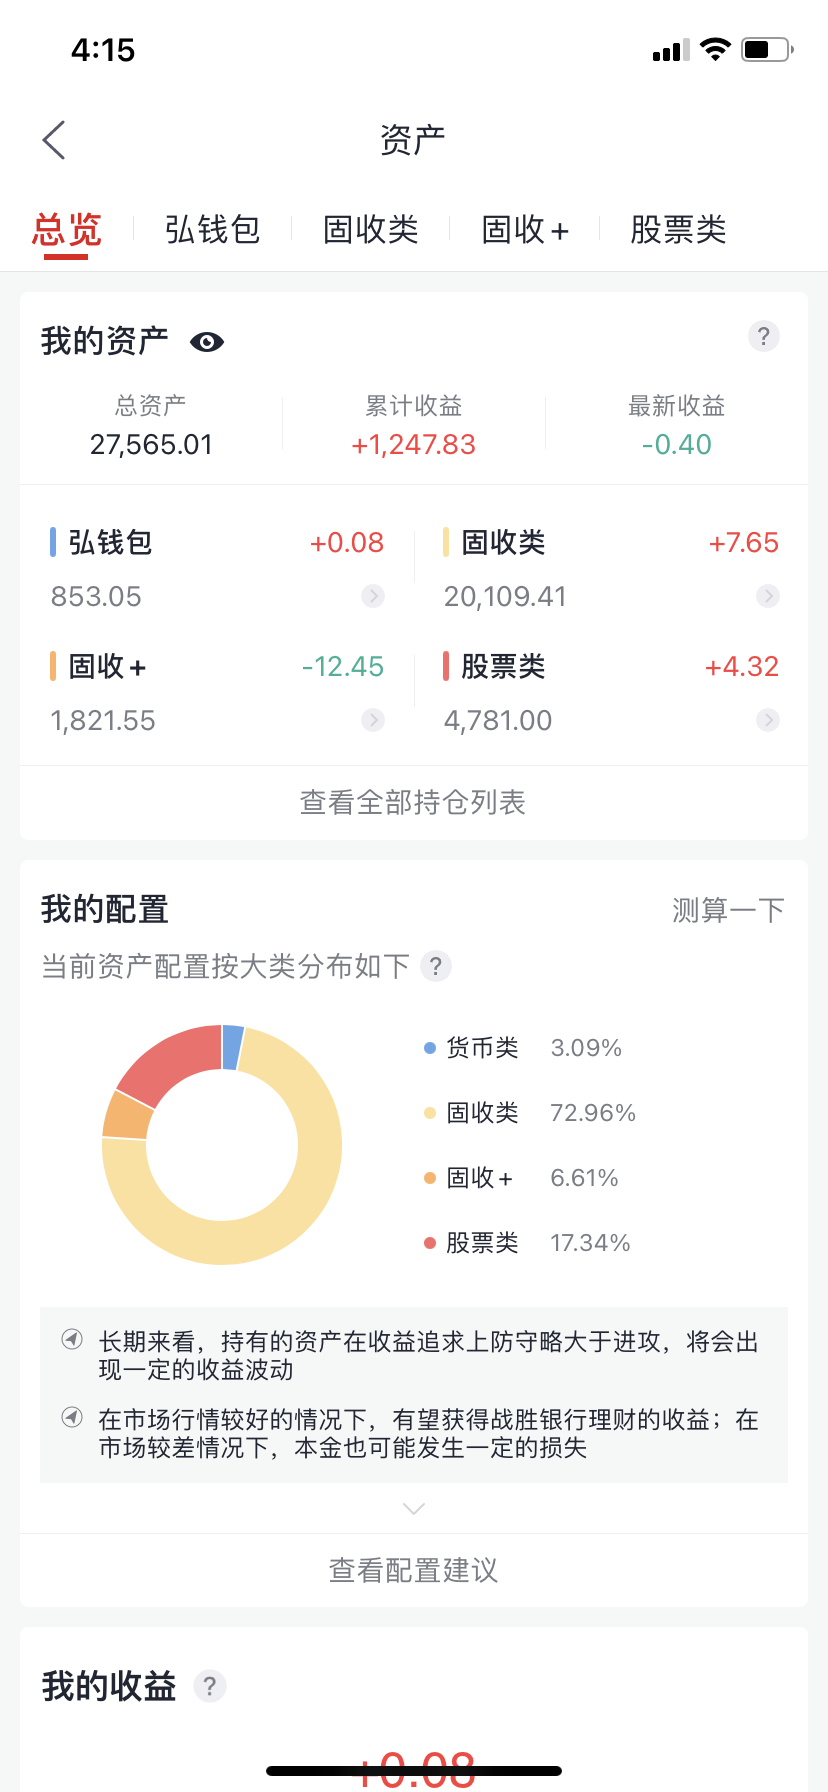 4:15
资产
总览 弘钱包 固收类 固收+ 股票类
我的资产 ?
总资产 累计收益 最新收益
27,565.01 +1,247.83 -0.40
弘钱包 +0.08 固收类 +7.65
853.05 20,109.41
固收+ -12.45 股票类 +4.32
1,821.55 4,781.00
查看全部持仓列表
我的配置 测算一下
当前资产配置按大类分布如下 ?
货币类 3.09%
固收类 72.96%
固收+ 6.61%
股票类 17.34%
长期来看，持有的资产在收益追求上防守略大于进攻，将会出
现一定的收益波动
在市场行情较好的情况下，有望获得战胜银行理财的收益；在
市场较差情况下，本金也可能发生一定的损失
查看配置建议
我的收益 ?
+0.08